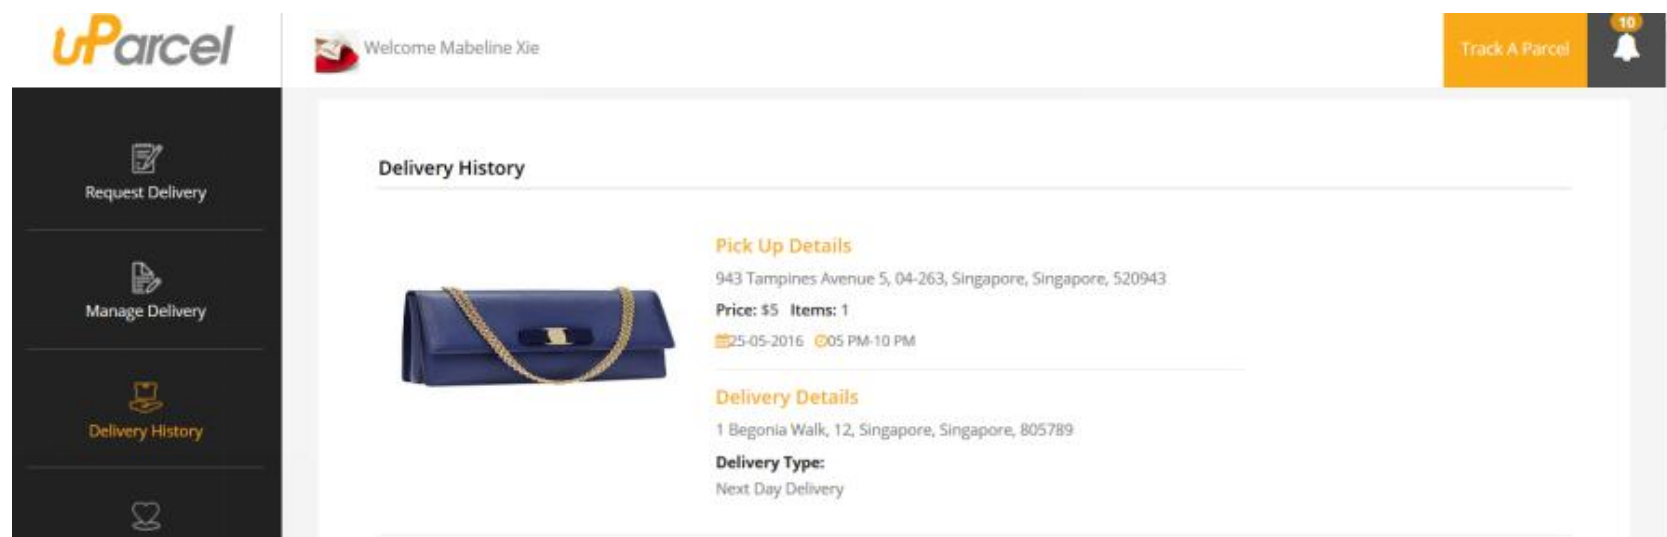 uParcel
Welcome Mabeline Xie
Track A Parcel
10
Request Delivery
Manage Delivery
Delivery History
Delivery History
Pick Up Details
943 Tampines Avenue 5, 04-263, Singapore, Singapore, 520943
Price: $5 Items: 1
25-05-2016 05 PM-10 PM
Delivery Details
1 Begonia Walk, 12, Singapore, Singapore, 805789
Delivery Type:
Next Day Delivery